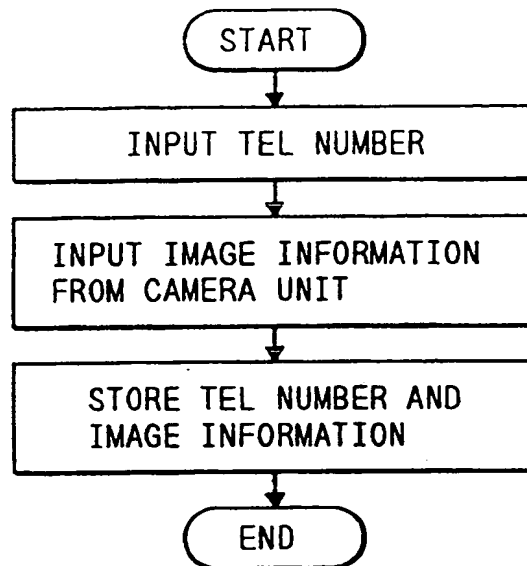 START
INPUT TEL NUMBER
INPUT IMAGE INFORMATION
FROM CAMERA UNIT
STORE TEL NUMBER AND
IMAGE INFORMATION
END